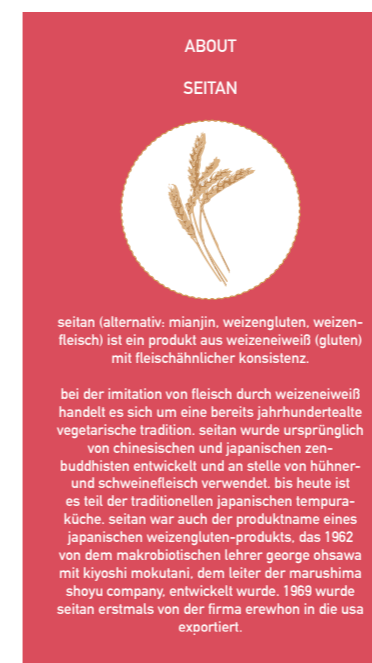 ABOUT
SEITAN
seitan (alternativ: mianjin, weizengluten, weizen-
fleisch) ist ein produkt aus weizeneiweiß (gluten)
mit fleischähnlicher konsistenz.
bei der imitation von fleisch durch weizeneiweiß
handelt es sich um eine bereits jahrhundertealte
vegetarische tradition. seitan wurde ursprünglich
von chinesischen und japanischen zen-
buddhisten entwickelt und an stelle von hühner-
und schweinefleisch verwendet. bis heute ist
es teil der traditionellen japanischen tempura-
küche. seitan war auch der produktname eines
japanischen weizengluten-produkts, das 1962
von dem makrobiotischen lehrer george ohsawa
mit kiyoshi mokutani, dem leiter der marushima
shoyu company, entwickelt wurde. 1969 wurde
seitan erstmals von der firma erewhon in die usa
exportiert.